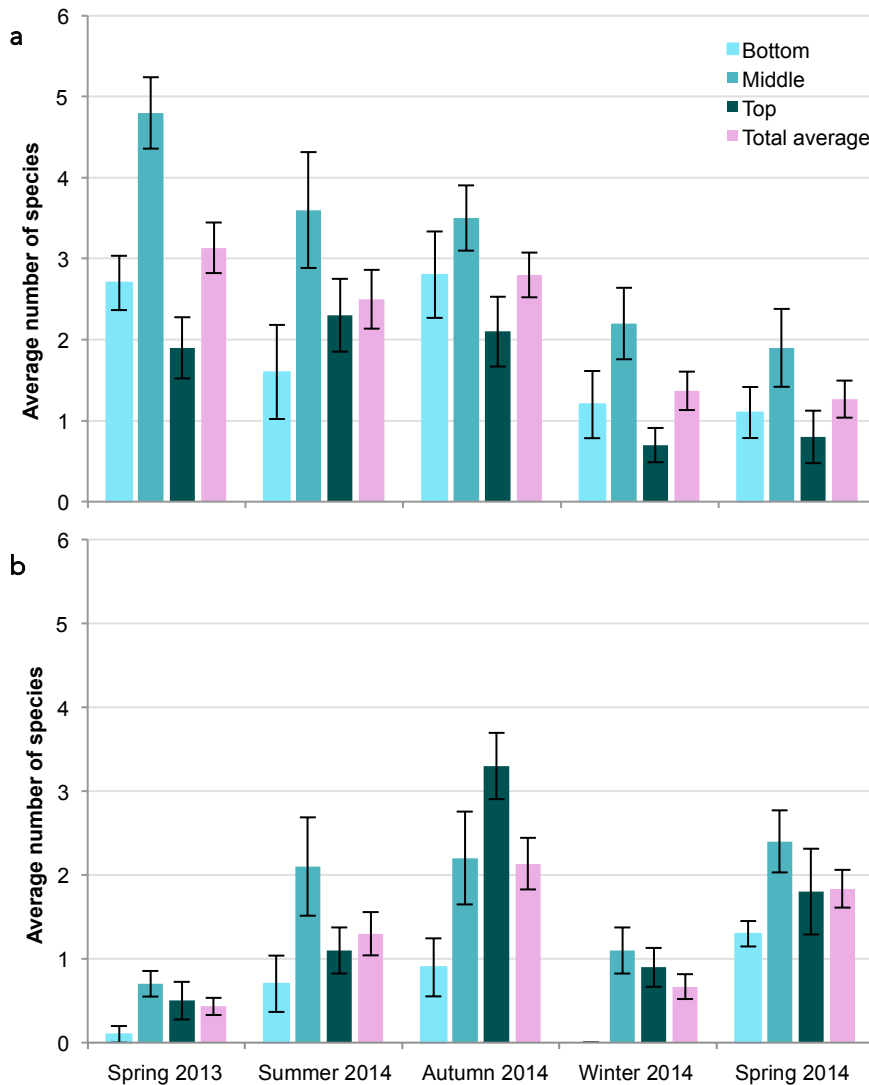 a
Average number of species
6
5
4
3
2
1
0
Bottom
Middle
Top
Total average
b
Average number of species
6
5
4
3
2
1
0
Spring 2013 Summer 2014 Autumn 2014 Winter 2014 Spring 2014